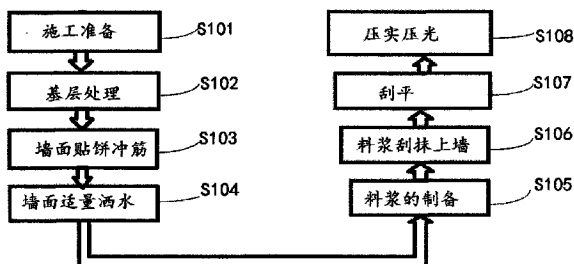 施工准备 S101
基层处理 S102
墙面贴饼冲筋 S103
墙面适量洒水 S104
料浆的制备 S105
料浆刮抹上墙 S106
刮平 S107
压实压光 S108